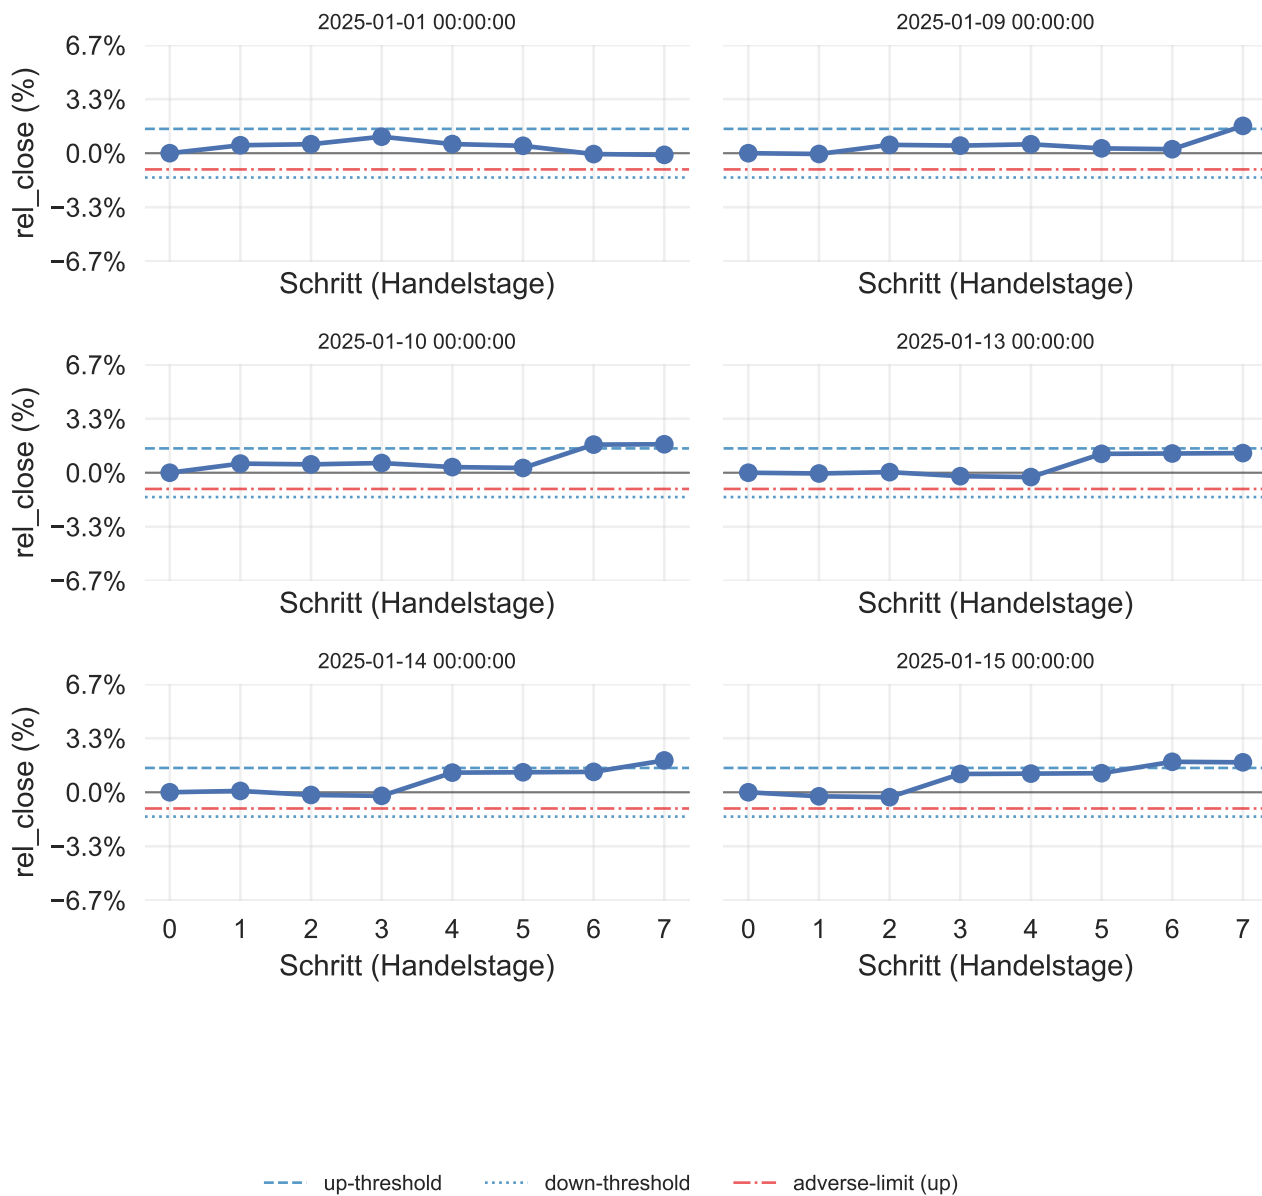 2025-01-01 00:00:00
2025-01-09 00:00:00
6.7%
3.3%
0.0%
−3.3%
−6.7%
rel_close (%)
Schritt (Handelstage)
Schritt (Handelstage)
2025-01-10 00:00:00
2025-01-13 00:00:00
6.7%
3.3%
0.0%
−3.3%
−6.7%
rel_close (%)
Schritt (Handelstage)
Schritt (Handelstage)
2025-01-14 00:00:00
2025-01-15 00:00:00
6.7%
3.3%
0.0%
−3.3%
−6.7%
rel_close (%)
0 1 2 3 4 5 6 7
0 1 2 3 4 5 6 7
Schritt (Handelstage)
Schritt (Handelstage)
up-threshold
down-threshold
adverse-limit (up)